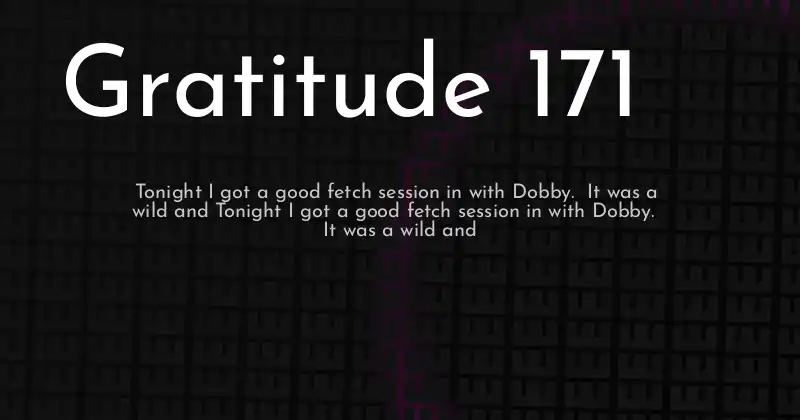 Gratitude 171
Tonight I got a good fetch session in with Dobby.  It was a
wild and Tonight I got a good fetch session in with Dobby.
It was a wild and